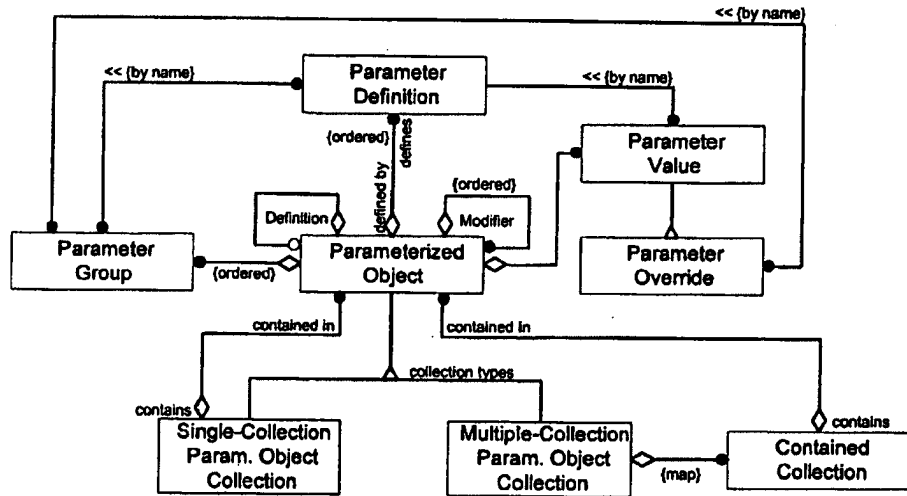 << {by name}
<< {by name}
Parameter
Definition
<< {by name}
{ordered}
defines
defined by
Parameter
Value
{ordered}
Definition
Modifier
Parameter
Group
{ordered}
Parameterized
Object
Parameter
Override
contained in
contained in
collection types
contains
contains
Single-Collection
Param. Object
Collection
Multiple-Collection
Param. Object
Collection
{map}
Contained
Collection